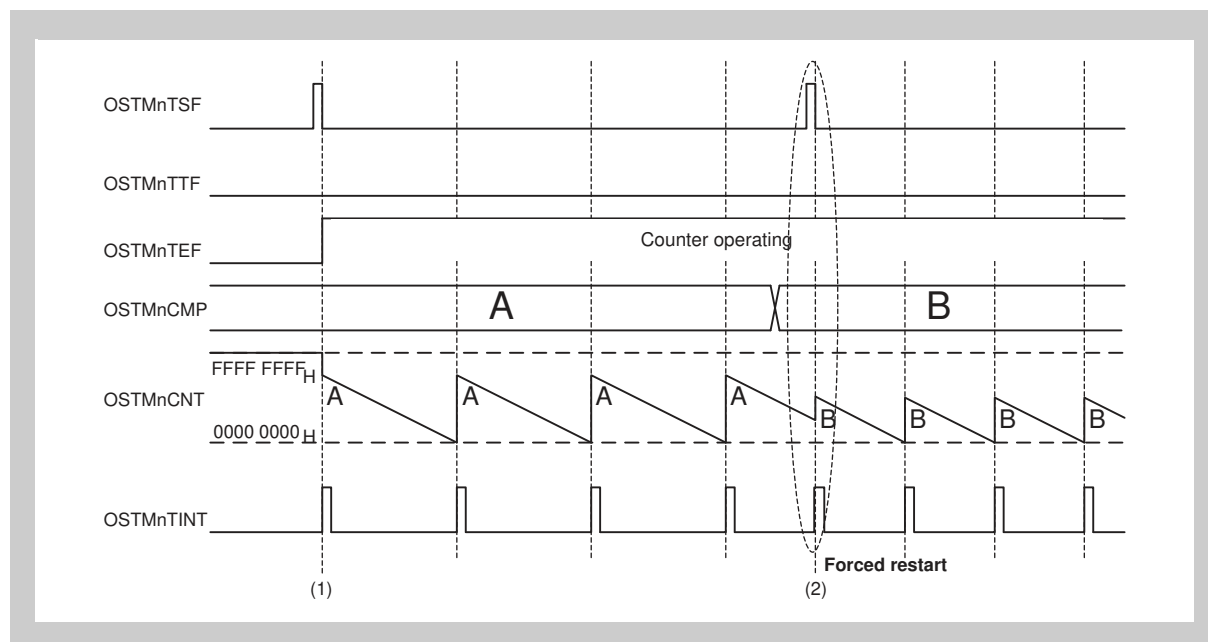 OSTMnTSF
OSTMnTTF
OSTMnTEF
Counter operating
OSTMnCMP
A
B
FFFF FFFFH
OSTMnCNT
A A A A B B B B
0000 0000H
OSTMnTINT
Forced restart
(1) (2)